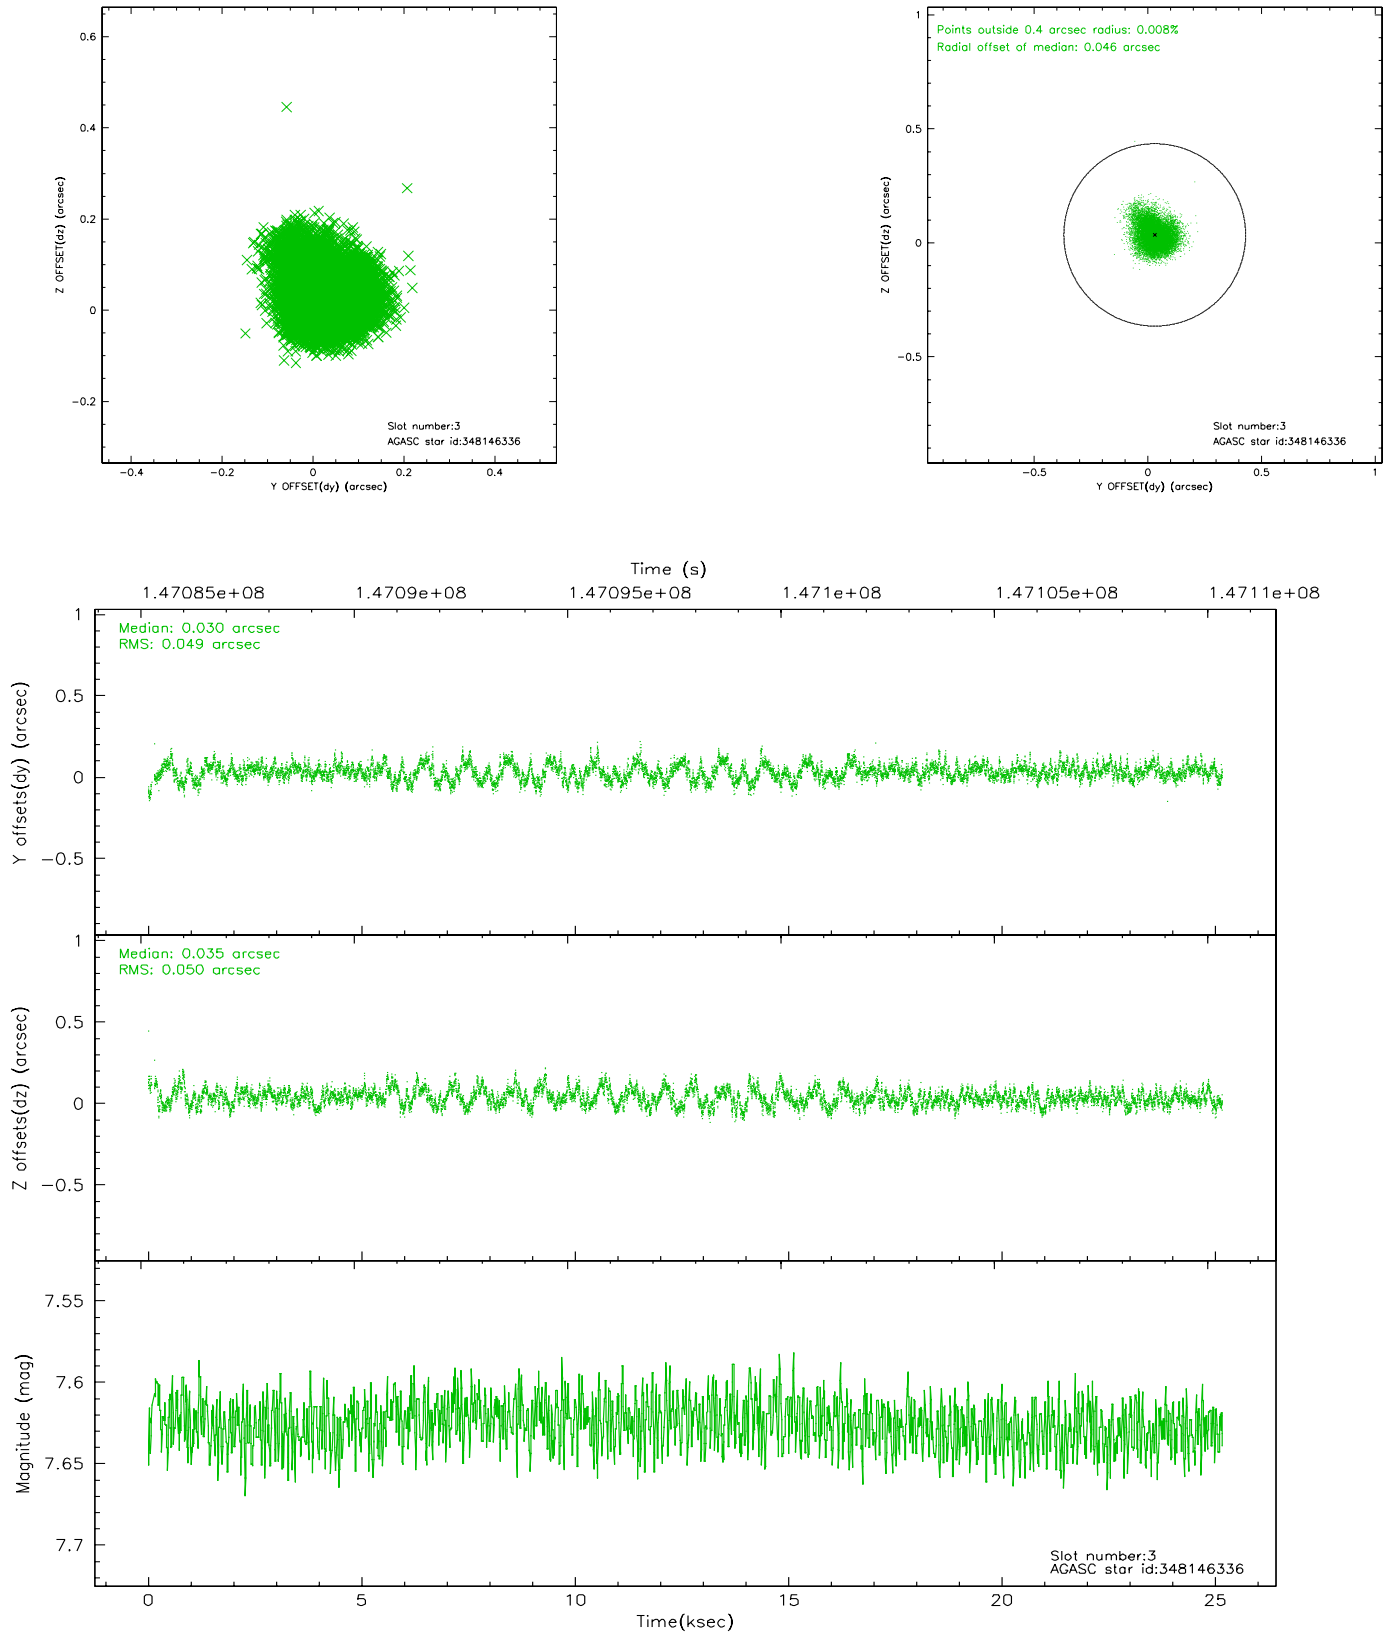 0.6
0.4
0.2
0
−0.2
Z OFFSET(dz) (arcsec)
Slot number:3
AGASC star id:348146336
−0.4 −0.2 0 0.2 0.4
Y OFFSET(dy) (arcsec)
Points outside 0.4 arcsec radius: 0.008%
Radial offset of median: 0.046 arcsec
1
0.5
0
−0.5
Z OFFSET(dz) (arcsec)
Slot number:3
AGASC star id:348146336
−0.5 0 0.5 1
Y OFFSET(dy) (arcsec)
Time (s)
1.47085e+08 1.4709e+08 1.47095e+08 1.471e+08 1.47105e+08 1.4711e+08
Median: 0.030 arcsec
RMS: 0.049 arcsec
1
0.5
0
−0.5
Y offsets(dy) (arcsec)
Median: 0.035 arcsec
RMS: 0.050 arcsec
1
0.5
0
−0.5
Z offsets(dz) (arcsec)
7.55
7.6
7.65
7.7
Magnitude (mag)
Slot number:3
AGASC star id:348146336
0 5 10 15 20 25
Time(ksec)